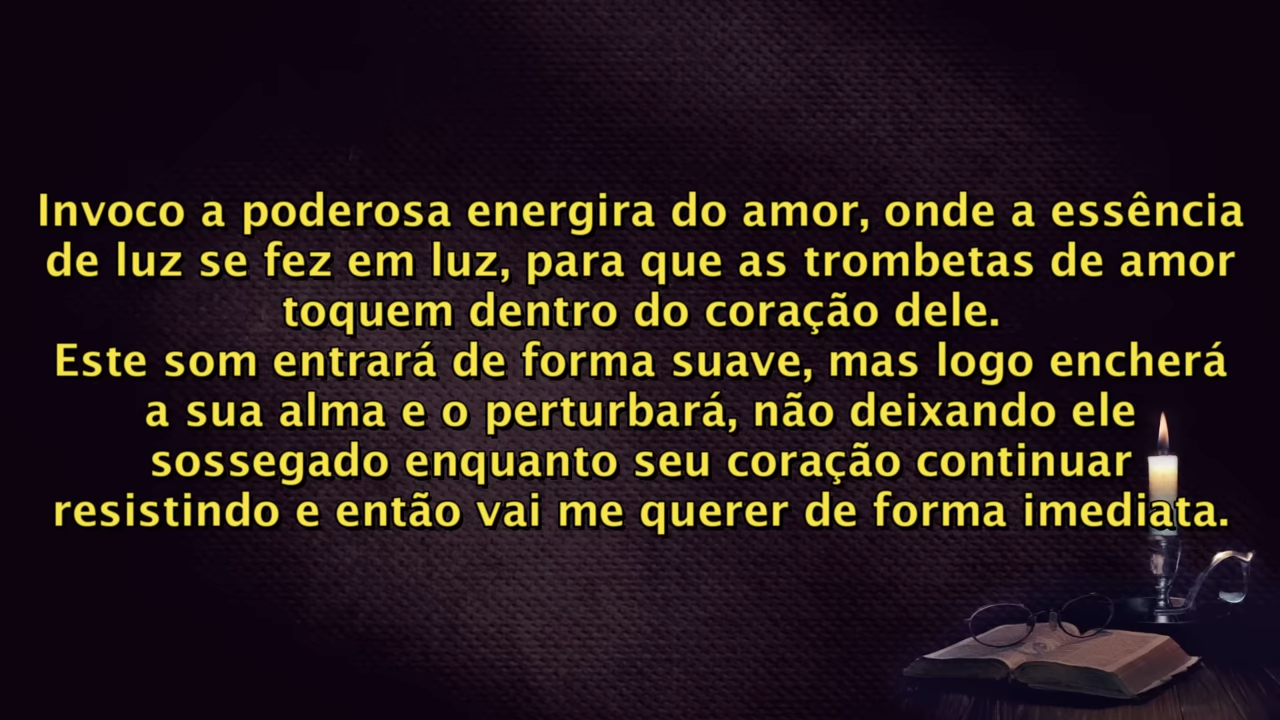 Invoco a poderosa energira do amor, onde a essência
de luz se fez em luz, para que as trombetas de amor
toquem dentro do coração dele.
Este som entrará de forma suave, mas logo encherá
a sua alma e o perturbará, não deixando ele
sossegado enquanto seu coração continuar
resistindo e então vai me querer de forma imediata.